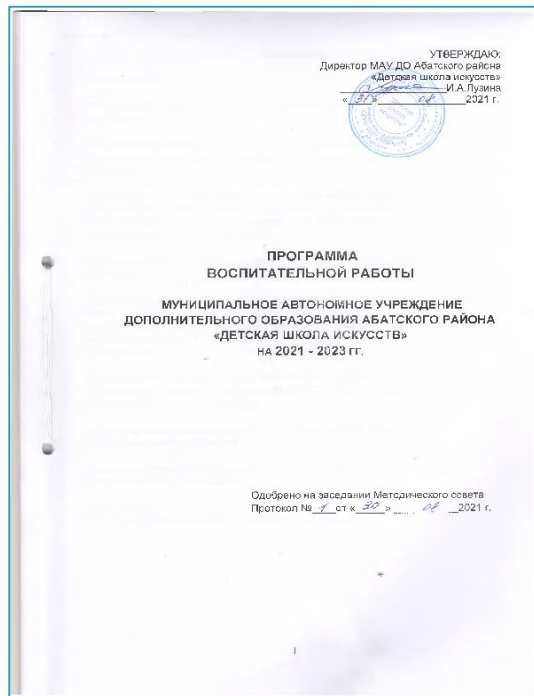 УТВЕРЖДАЮ:
Директор МАУ ДО Абатского района
«Детская школа искусств»
И.А.Лузина
« 31 » 08 2021 г.
ПРОГРАММА
ВОСПИТАТЕЛЬНОЙ РАБОТЫ
МУНИЦИПАЛЬНОЕ АВТОНОМНОЕ УЧРЕЖДЕНИЕ
ДОПОЛНИТЕЛЬНОГО ОБРАЗОВАНИЯ АБАТСКОГО РАЙОНА
«ДЕТСКАЯ ШКОЛА ИСКУССТВ»
НА 2021 - 2023 ГГ.
Одобрено на заседании Методического совета
Протокол № 1 от « 30 » 08 2021 г.
1